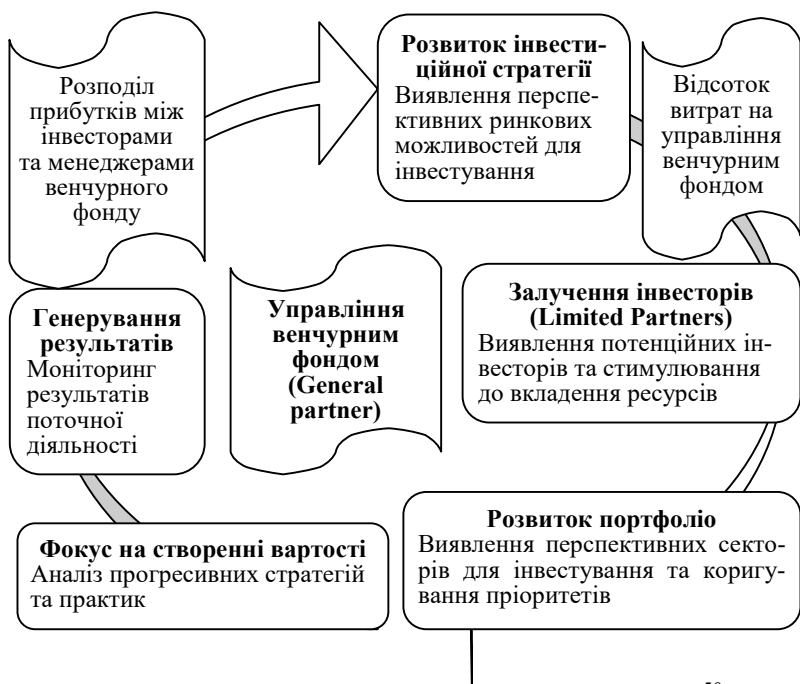 Розподіл
прибутків між
інвесторами
та менеджерами
венчурного
фонду
Розвиток інвести-
ційної стратегії
Виявлення перспе-
ктивних ринкових
можливостей для
інвестування
Відсоток
витрат на
управління
венчурним
фондом
Генерування
результатів
Моніторинг
результатів
поточної
діяльності
Управління
венчурним
фондом
(General
partner)
Залучення інвесторів
(Limited Partners)
Виявлення потенційних ін-
весторів та стимулювання
до вкладення ресурсів
Фокус на створенні вартості
Аналіз прогресивних стратегій
та практик
Розвиток портфоліо
Виявлення перспективних секто-
рів для інвестування та коригу-
вання пріоритетів